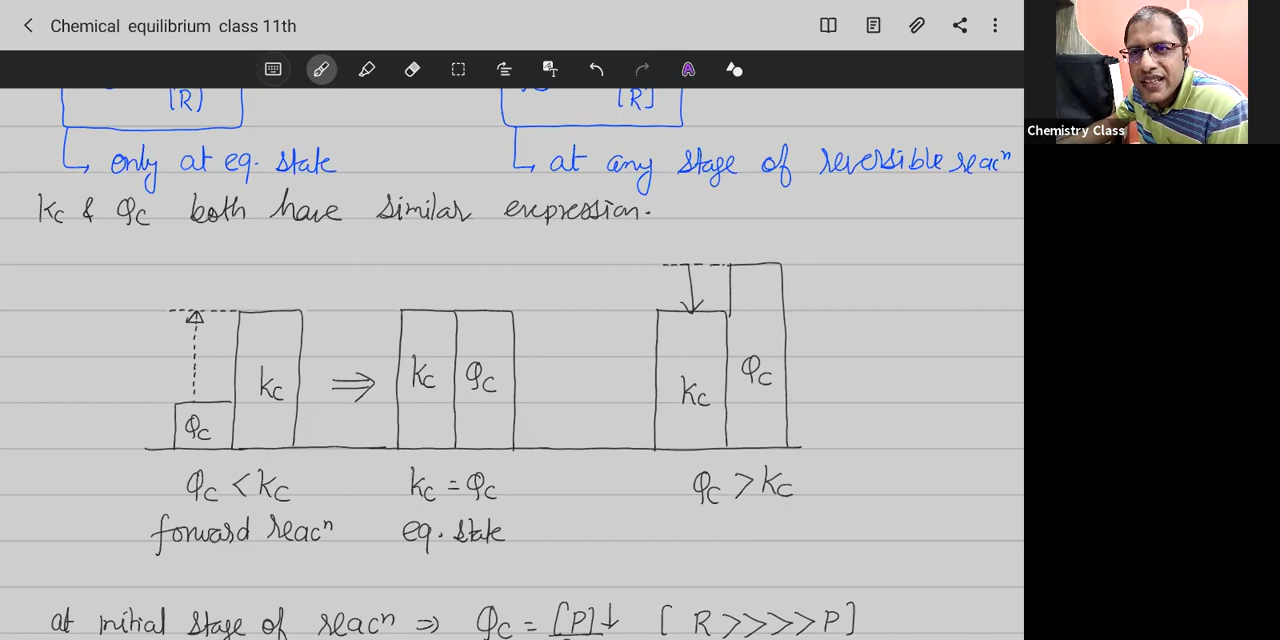 Chemical equilibrium class 11th
Chemistry Class
[R] [R]
only at eq. state at any stage of reversible reacⁿ
Kc & Qc both have similar expression.
Qc Kc ⇒ Kc Qc Kc Qc
Qc < Kc Kc = Qc Qc > Kc
forward reacⁿ eq. state
at initial stage of reacⁿ ⇒ Qc = [P]↓ [ R >>>> P ]